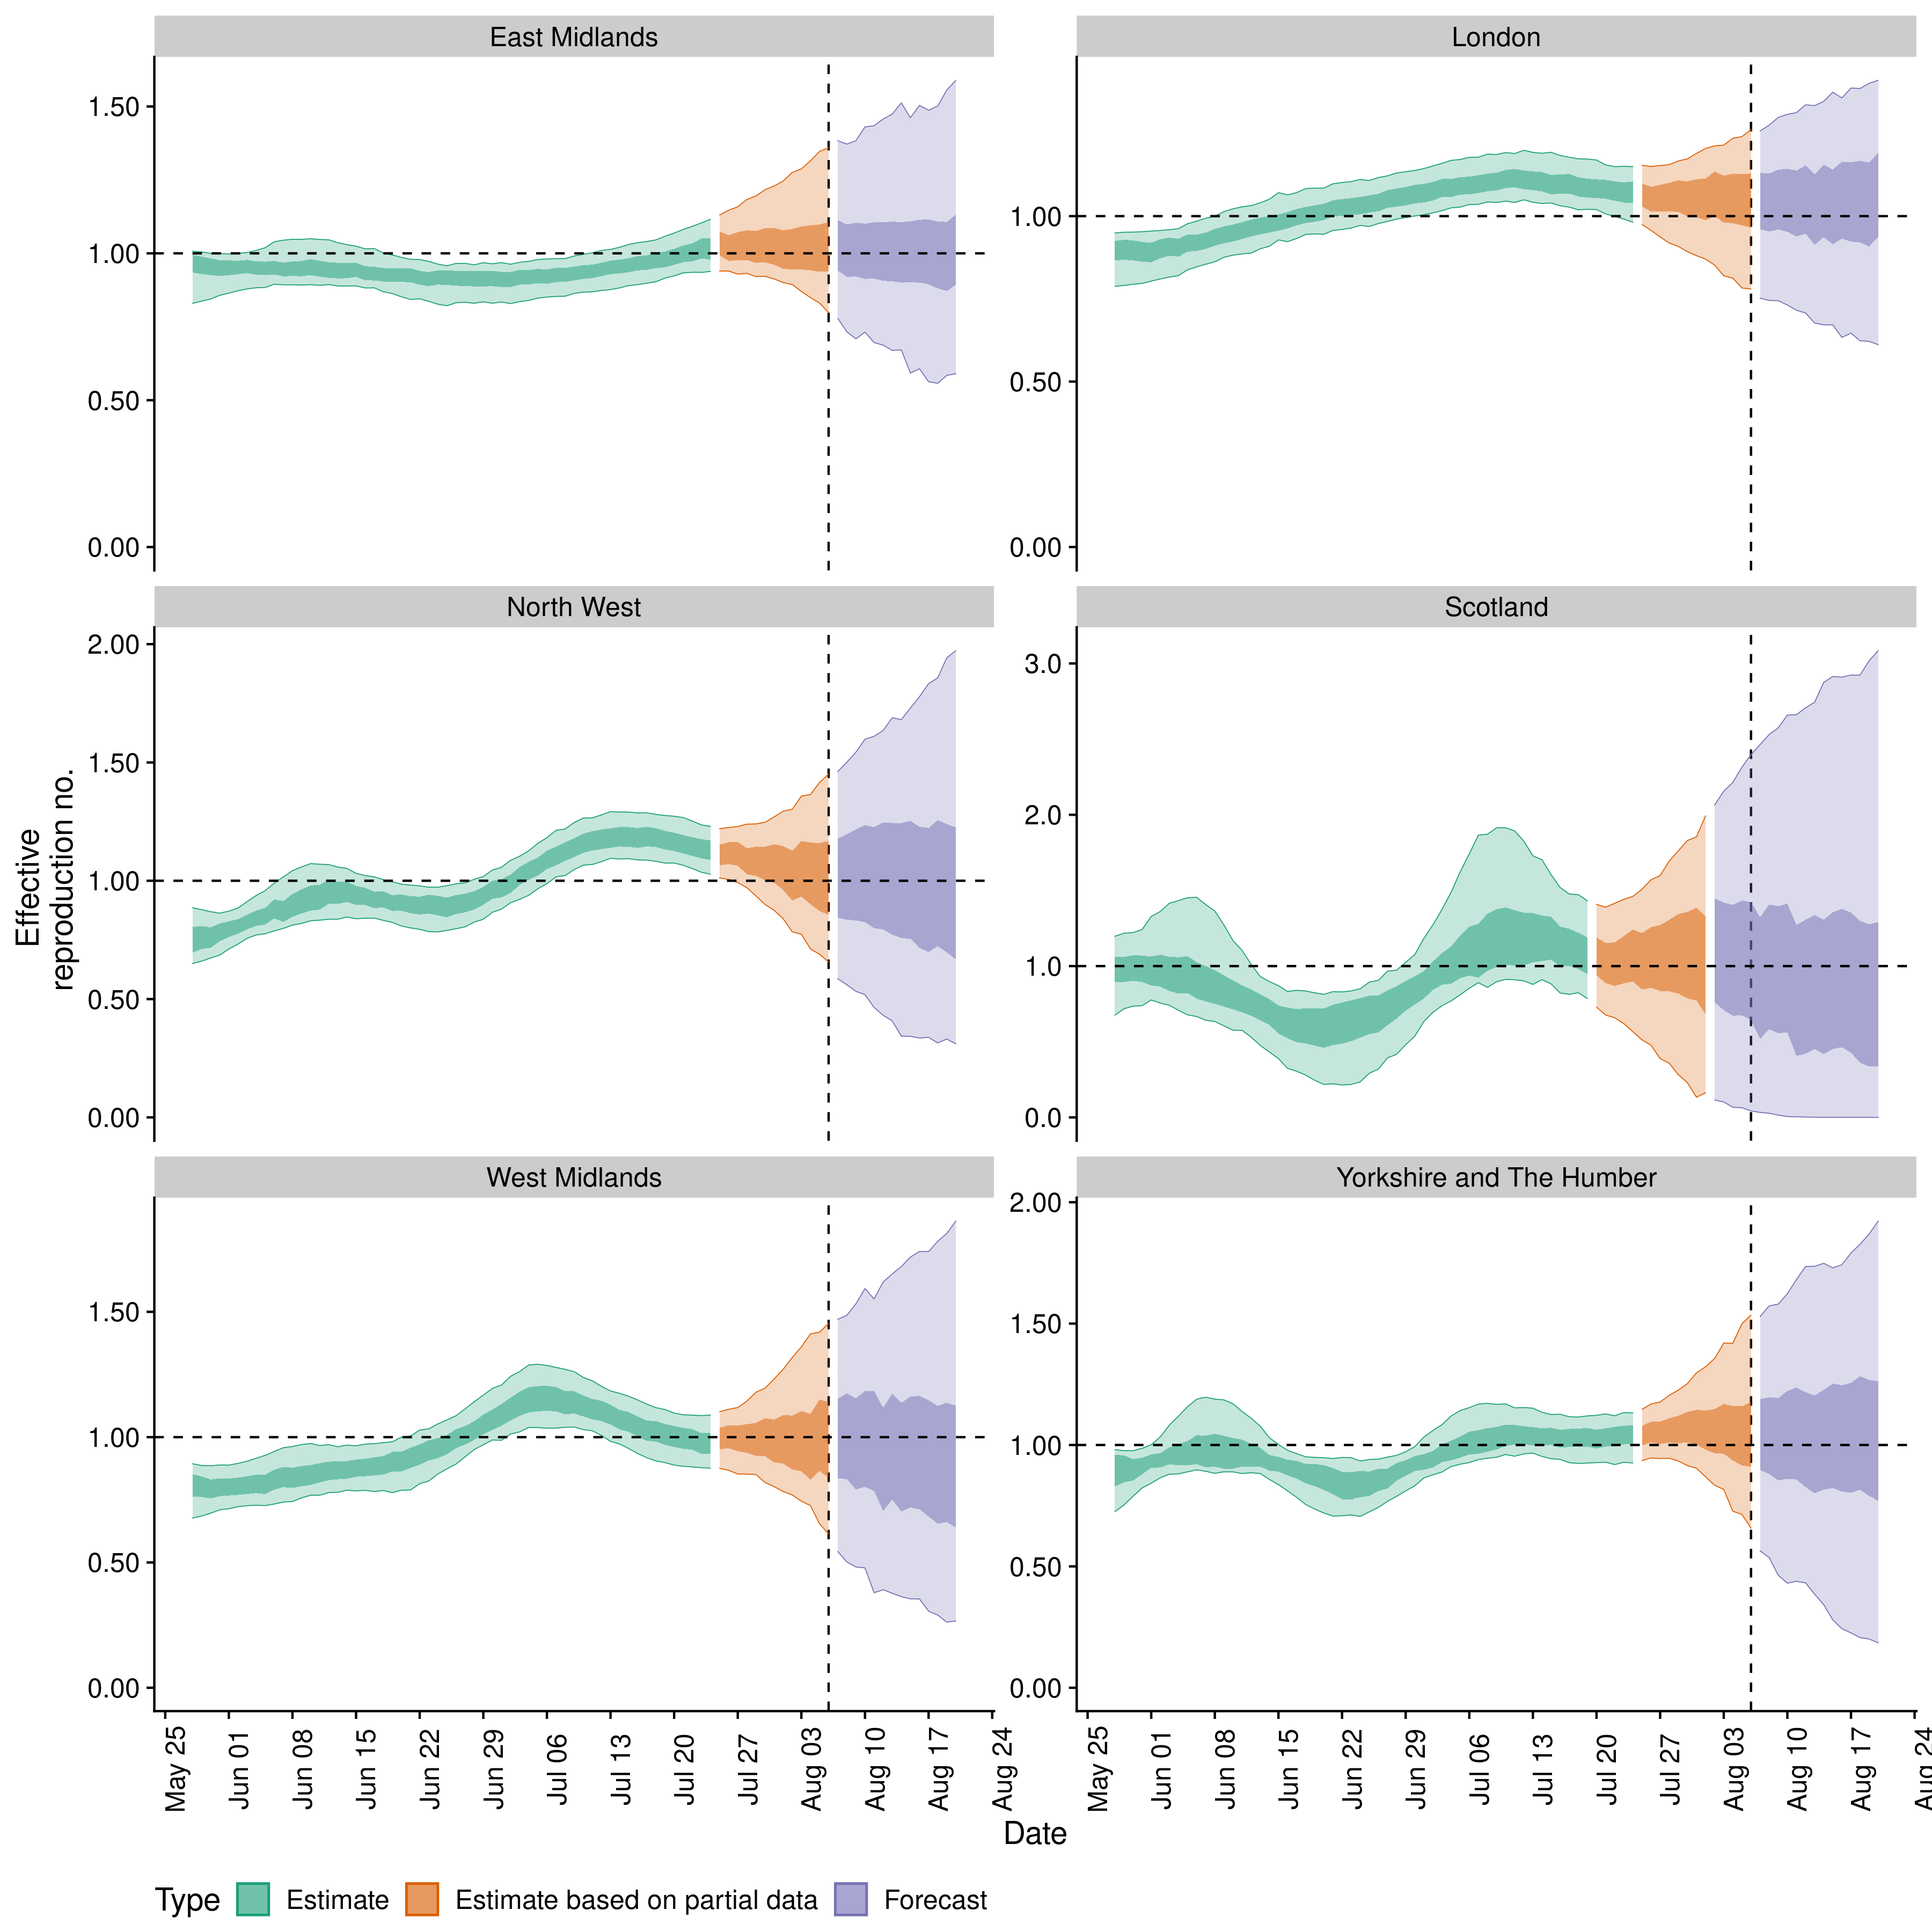 East Midlands
London
1.50
1.00
0.50
0.00
1.00
0.50
0.00
North West
Scotland
2.00
1.50
1.00
0.50
0.00
3.0
2.0
1.0
0.0
Effective
reproduction no.
West Midlands
Yorkshire and The Humber
1.50
1.00
0.50
0.00
2.00
1.50
1.00
0.50
0.00
May 25
Jun 01
Jun 08
Jun 15
Jun 22
Jun 29
Jul 06
Jul 13
Jul 20
Jul 27
Aug 03
Aug 10
Aug 17
Aug 24
May 25
Jun 01
Jun 08
Jun 15
Jun 22
Jun 29
Jul 06
Jul 13
Jul 20
Jul 27
Aug 03
Aug 10
Aug 17
Aug 24
Date
Type Estimate Estimate based on partial data Forecast